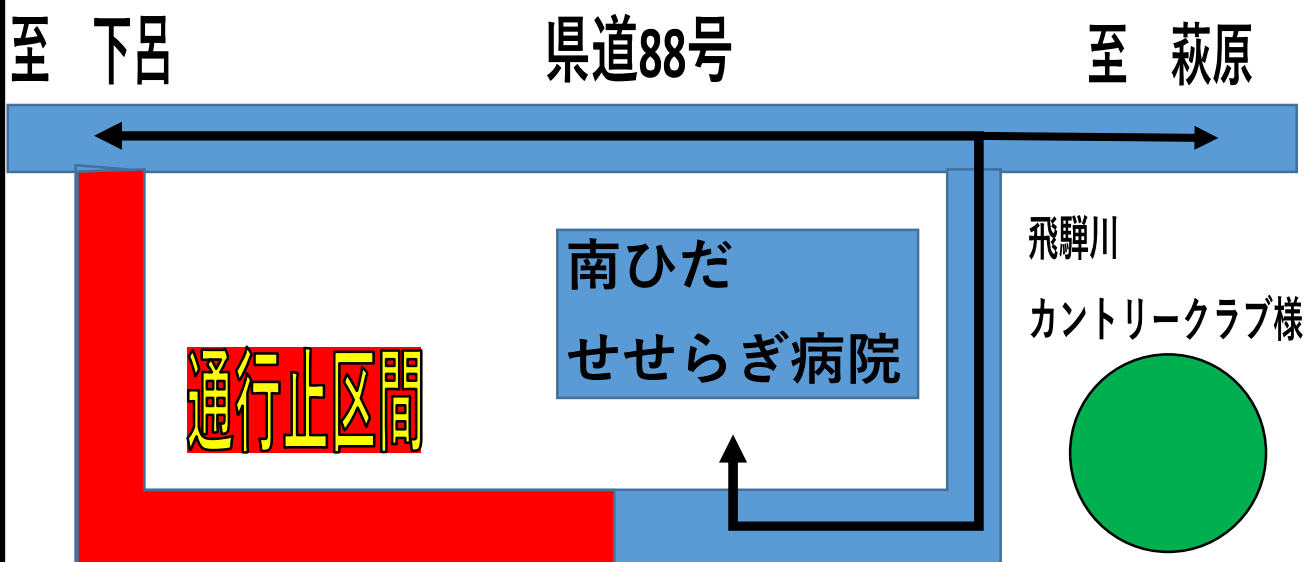 至　下呂
県道88号
至　萩原
飛騨川
カントリークラブ様
南ひだ
せせらぎ病院
通行止区間